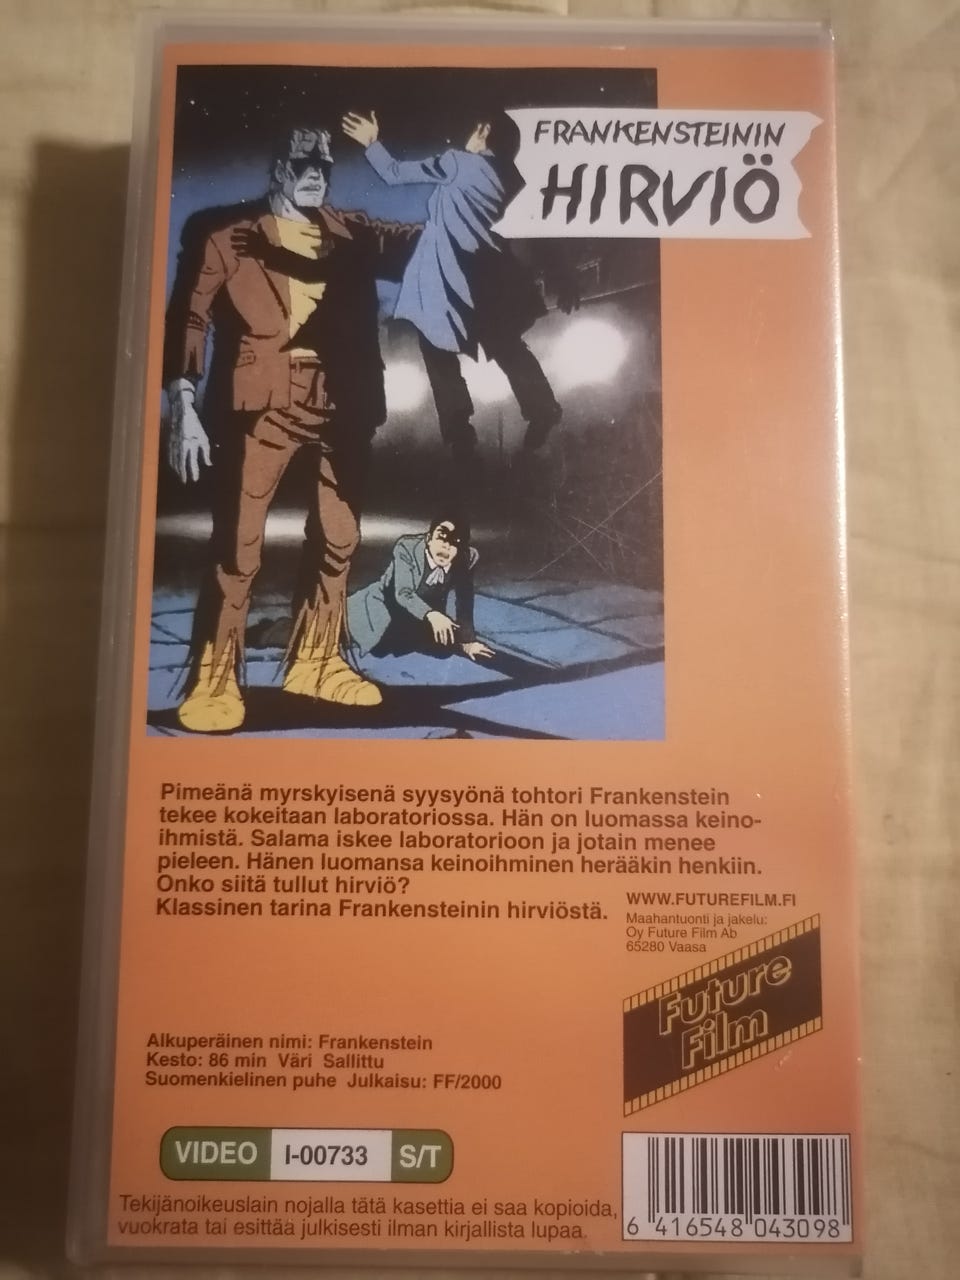 FRANKENSTEININ
HIRVIÖ
Pimeänä myrskyisenä syysyönä tohtori Frankenstein
tekee kokeitaan laboratoriossa. Hän on luomassa keino-
ihmistä. Salama iskee laboratorioon ja jotain menee
pieleen. Hänen luomansa keinoihminen herääkin henkiin.
Onko siitä tullut hirviö?
Klassinen tarina Frankensteinin hirviöstä.
WWW.FUTUREFILM.FI
Maahantuonti ja jakelu:
Oy Future Film Ab
65280 Vaasa
Future
Film
Alkuperäinen nimi: Frankenstein
Kesto: 86 min Väri Sallittu
Suomenkielinen puhe Julkaisu: FF/2000
VIDEO I-00733 S/T
Tekijänoikeuslain nojalla tätä kasettia ei saa kopioida,
vuokrata tai esittää julkisesti ilman kirjallista lupaa.
6 416548 043098